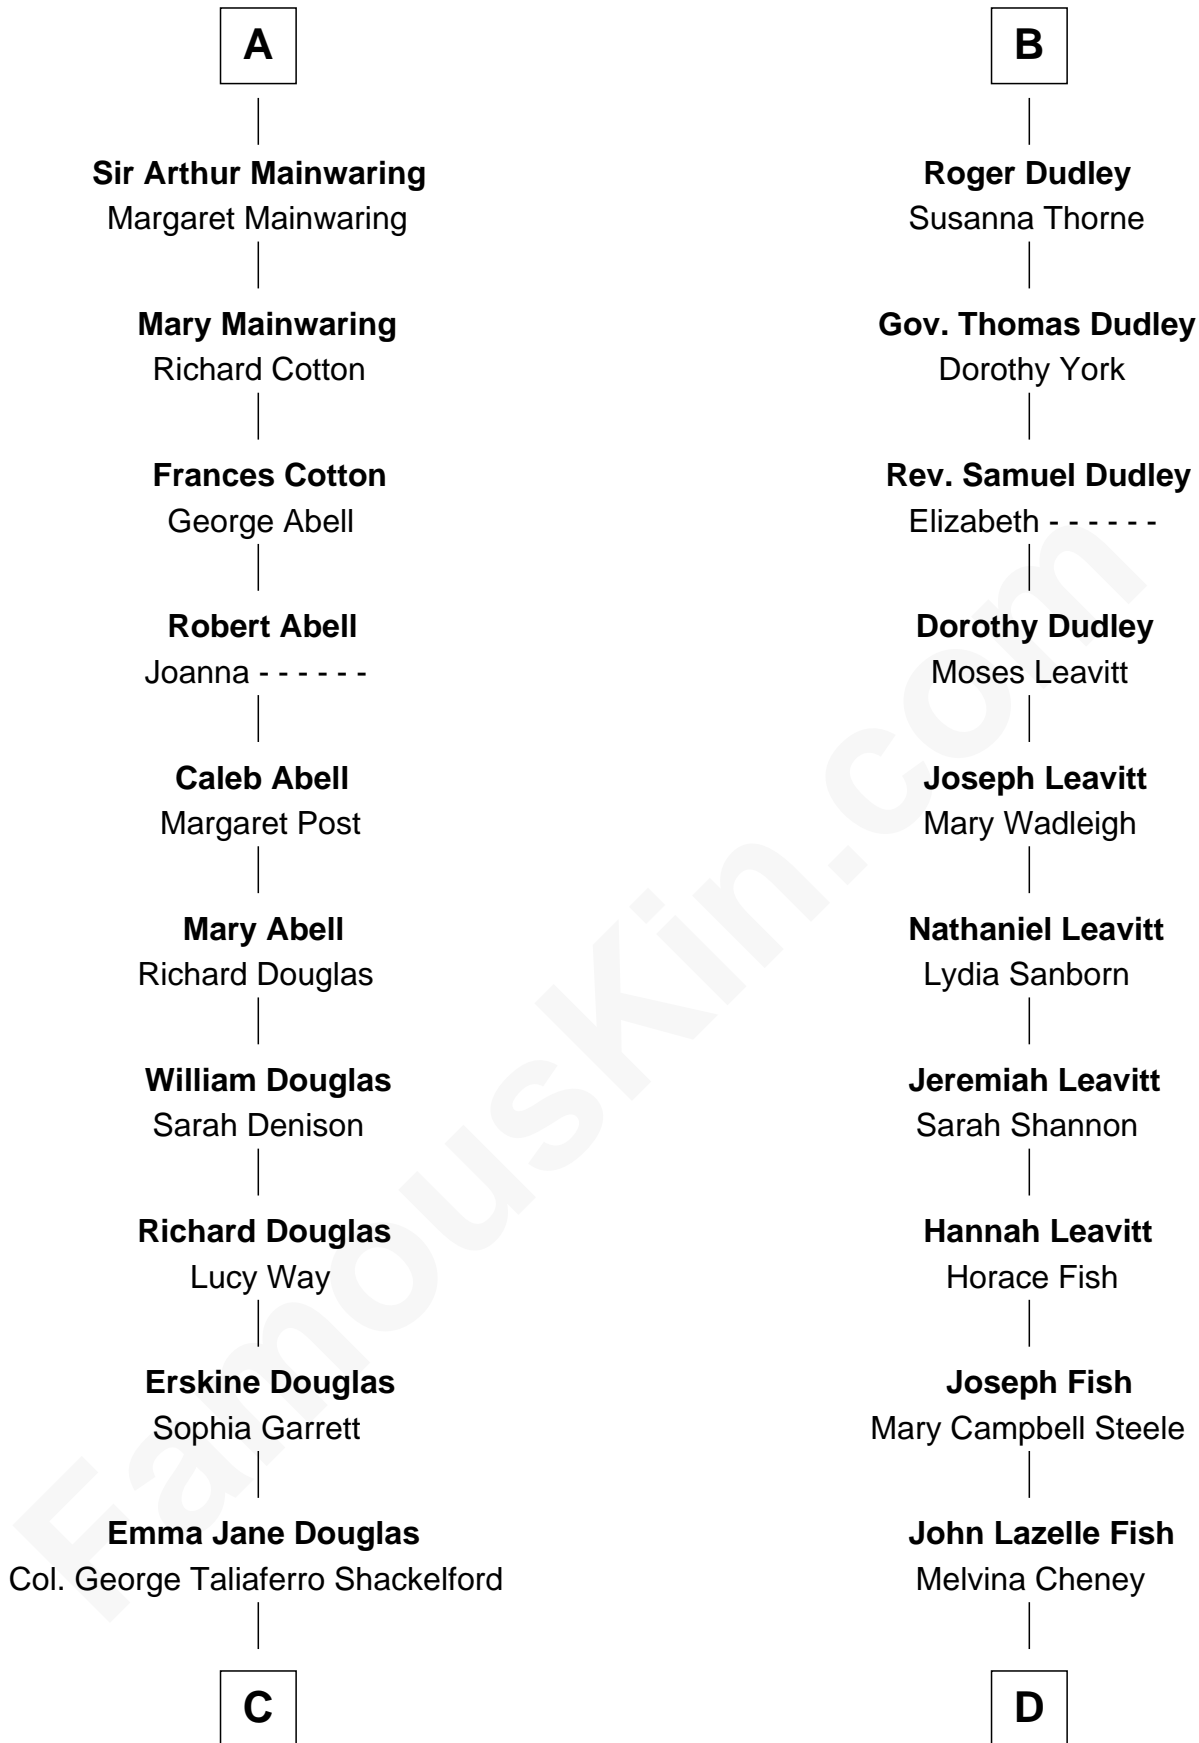 A
Sir Arthur Mainwaring
Margaret Mainwaring
Mary Mainwaring
Richard Cotton
Frances Cotton
George Abell
Robert Abell
Joanna - - - - - -
Caleb Abell
Margaret Post
Mary Abell
Richard Douglas
William Douglas
Sarah Denison
Richard Douglas
Lucy Way
Erskine Douglas
Sophia Garrett
Emma Jane Douglas
Col. George Taliaferro Shackelford
C
B
Roger Dudley
Susanna Thorne
Gov. Thomas Dudley
Dorothy York
Rev. Samuel Dudley
Elizabeth - - - - - -
Dorothy Dudley
Moses Leavitt
Joseph Leavitt
Mary Wadleigh
Nathaniel Leavitt
Lydia Sanborn
Jeremiah Leavitt
Sarah Shannon
Hannah Leavitt
Horace Fish
Joseph Fish
Mary Campbell Steele
John Lazelle Fish
Melvina Cheney
D
FamousKin.com